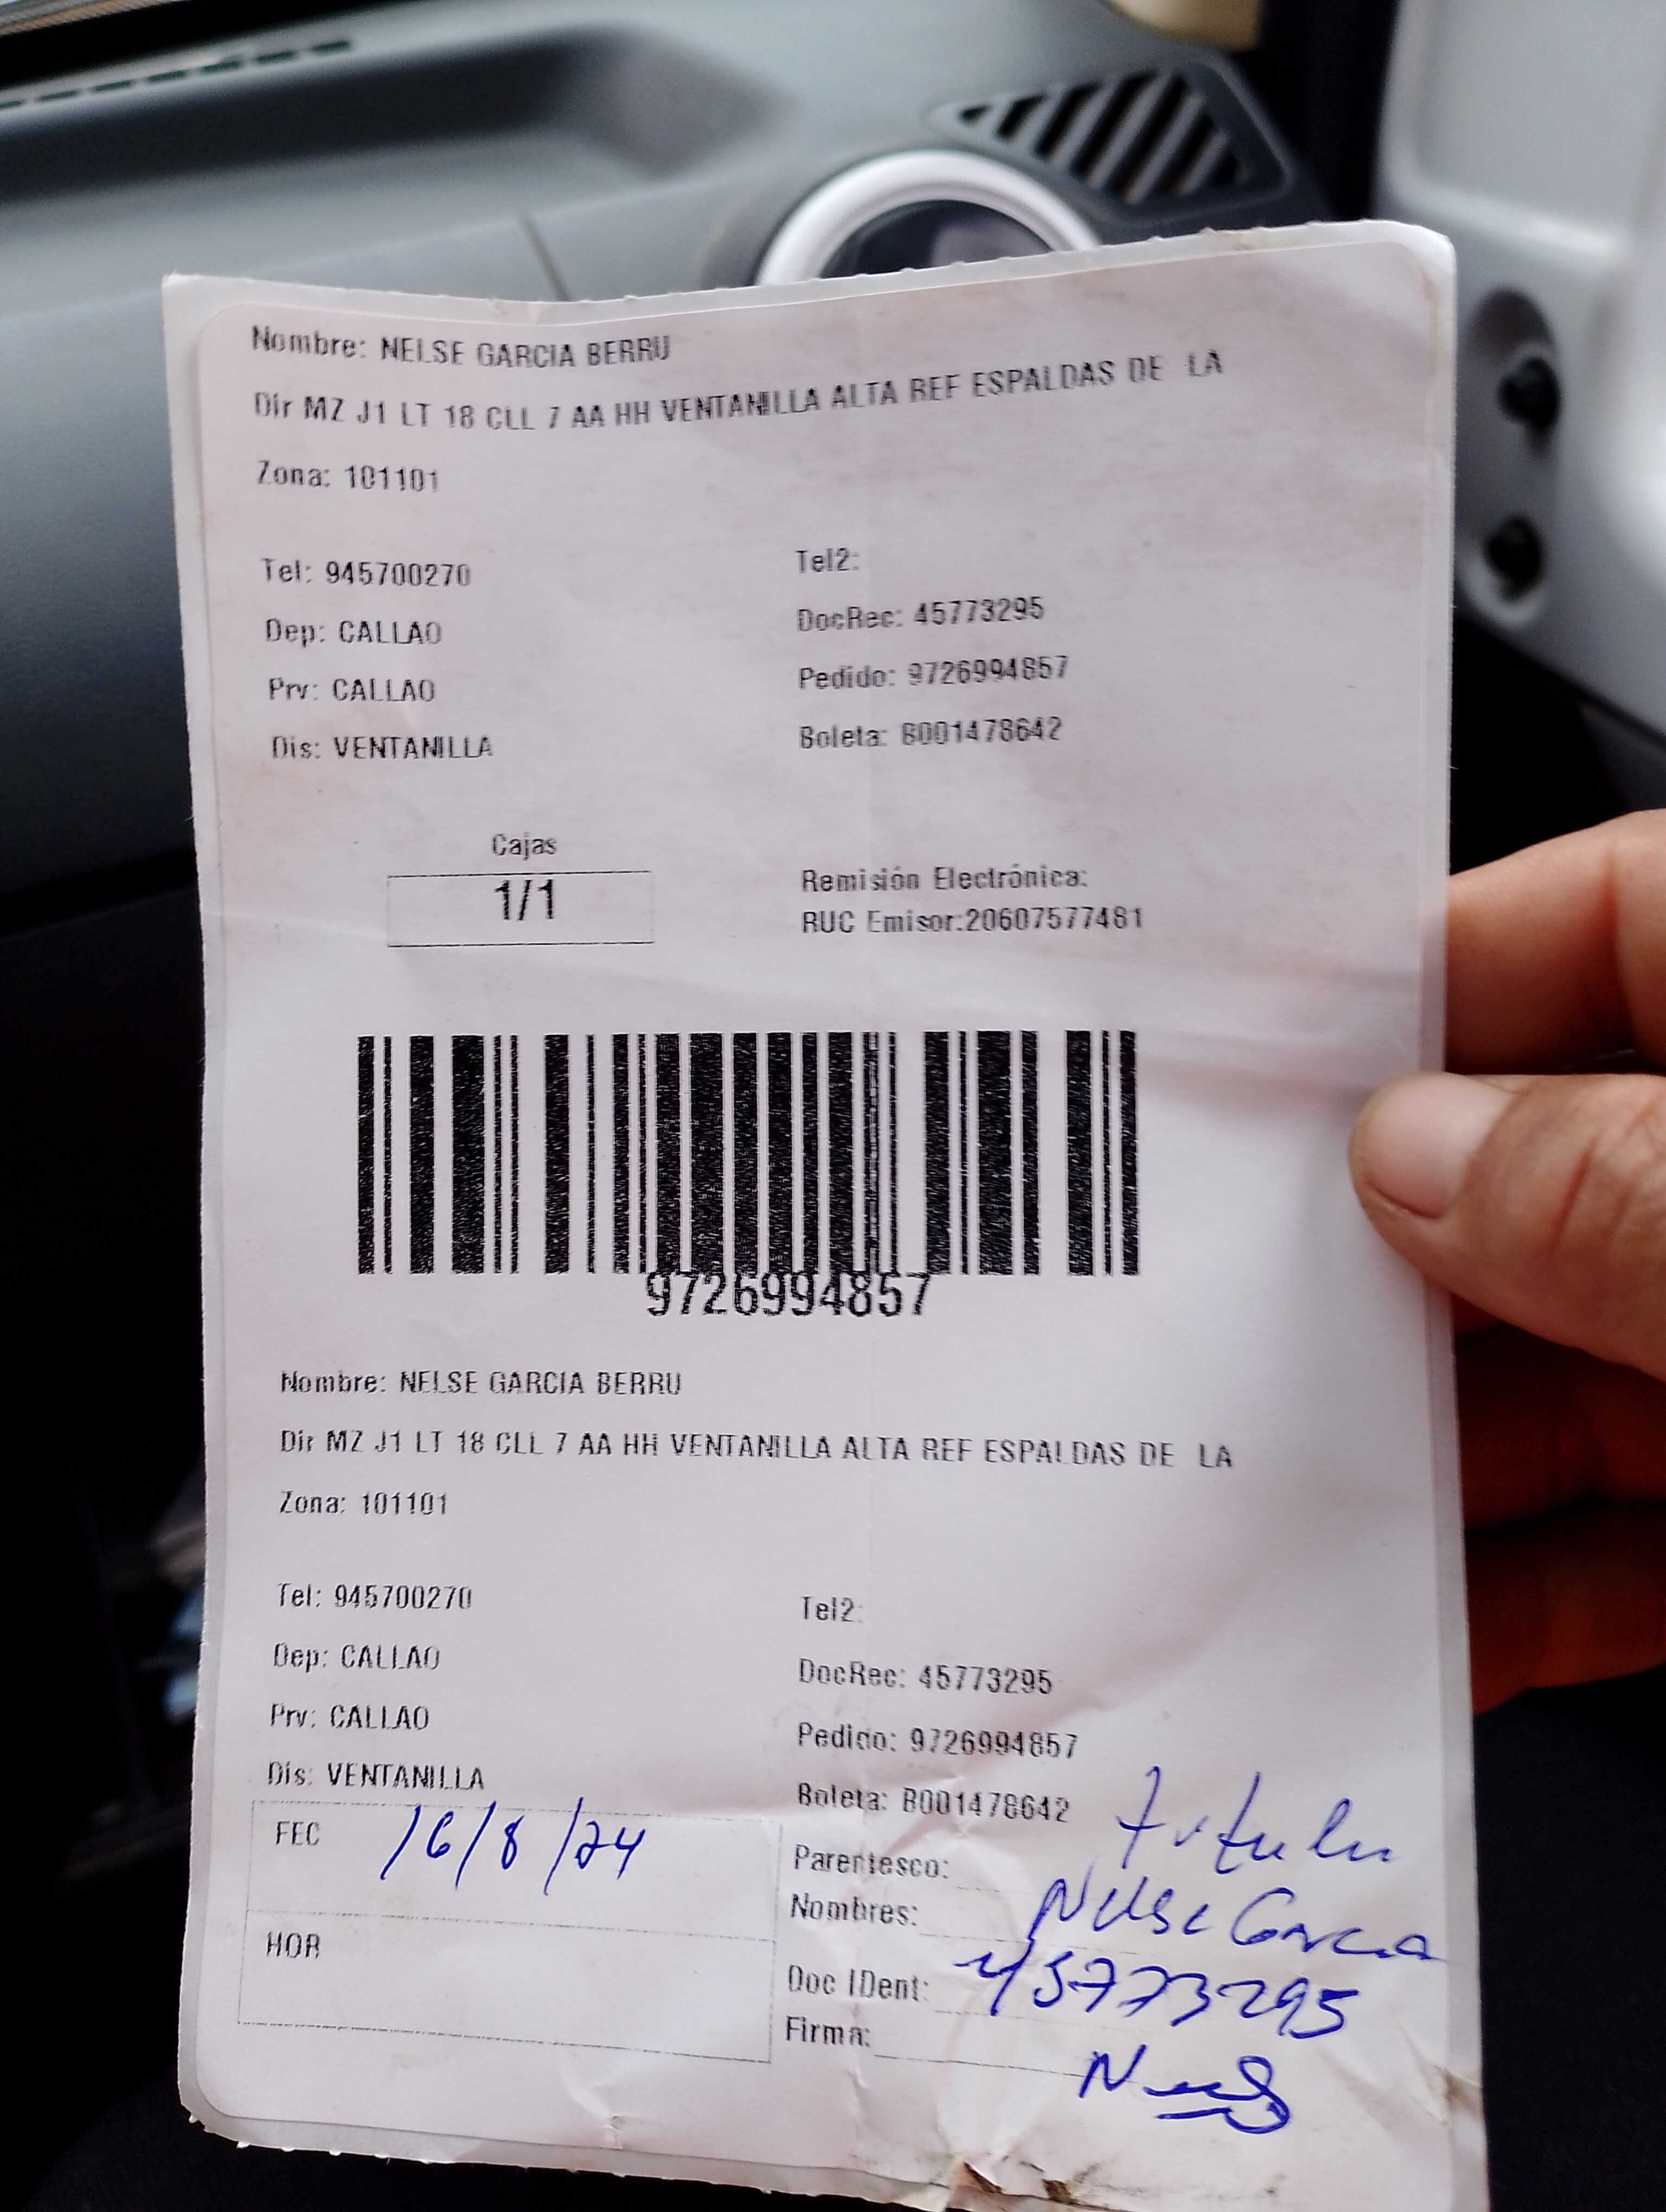 Nombre: NELSE GARCIA BERRU
Dir MZ J1 LT 18 CLL 7 AA HH VENTANILLA ALTA REF ESPALDAS DE LA
Zona: 101101
Tel: 945700270
Tel2:
Dep: CALLAO
DocRec: 45773295
Prv: CALLAO
Pedido: 9726994857
Dis: VENTANILLA
Boleta: B001478642
Cajas
1/1
Remisión Electrónica:
RUC Emisor:20607577481
9726994857
Nombre: NELSE GARCIA BERRU
Dir MZ J1 LT 18 CLL 7 AA HH VENTANILLA ALTA REF ESPALDAS DE LA
Zona: 101101
Tel: 945700270
Tel2:
Dep: CALLAO
DocRec: 45773295
Prv: CALLAO
Pedido: 9726994857
Dis: VENTANILLA
Boleta: B001478642
FEC 16/8/24
Parentesco:
Nombres: Nelse Garcia
HOR
Doc IDent: 45773295
Firma: